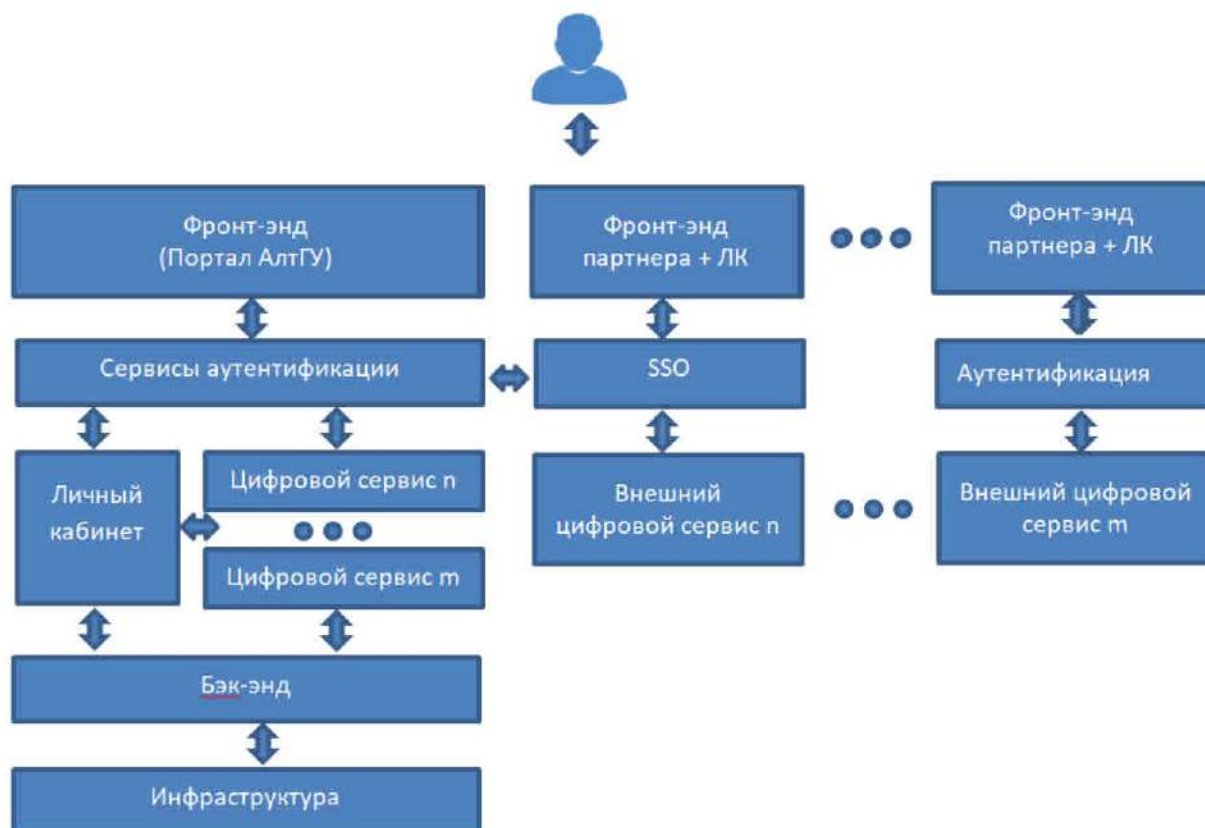 Фронт-энд
(Портал АлтГУ)
Фронт-энд
партнера + ЛК
Фронт-энд
партнера + ЛК
Сервисы аутентификации
SSO
Аутентификация
Личный
кабинет
Цифровой сервис n
Цифровой сервис m
Внешний
цифровой сервис n
Внешний цифровой
сервис m
Бэк-энд
Инфраструктура